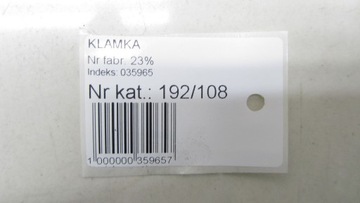 KLAMKA
Nr fabr. 23%
Indeks: 035965
Nr kat.: 192/108
1 000000 359657